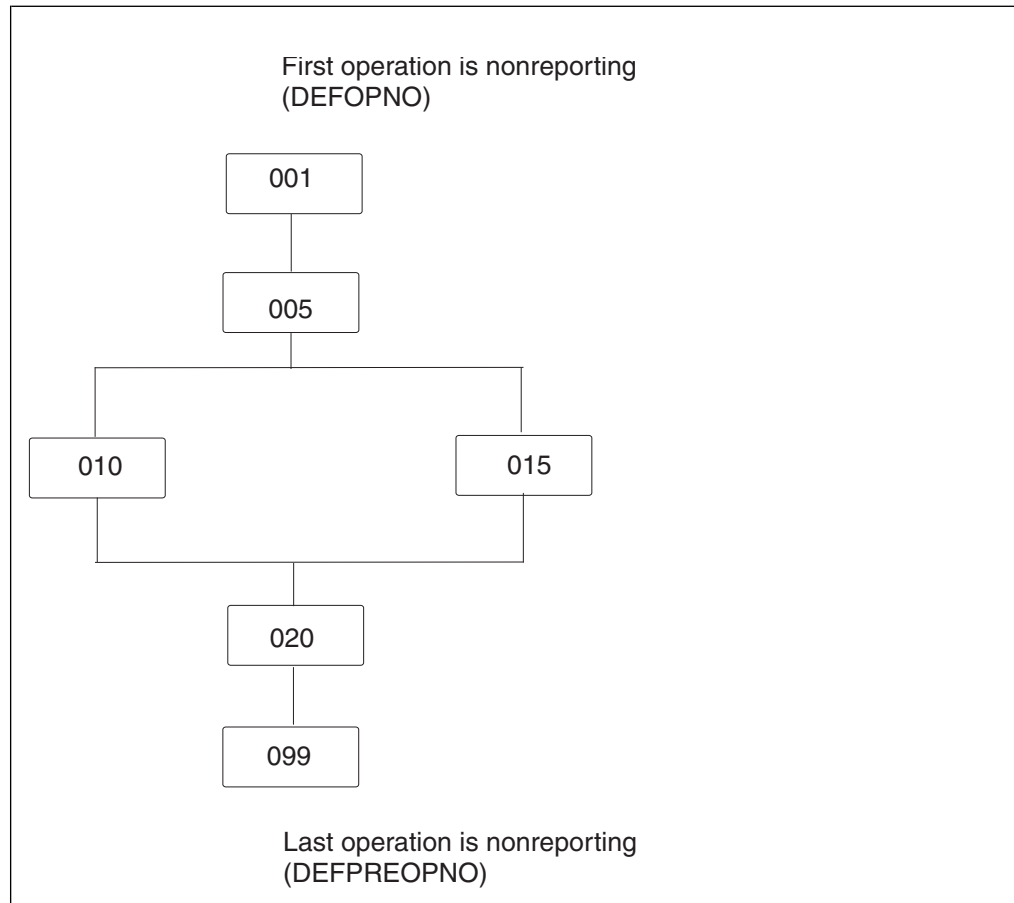 First operation is nonreporting
(DEFOPNO)
001
005
010
015
020
099
Last operation is nonreporting
(DEFPREOPNO)